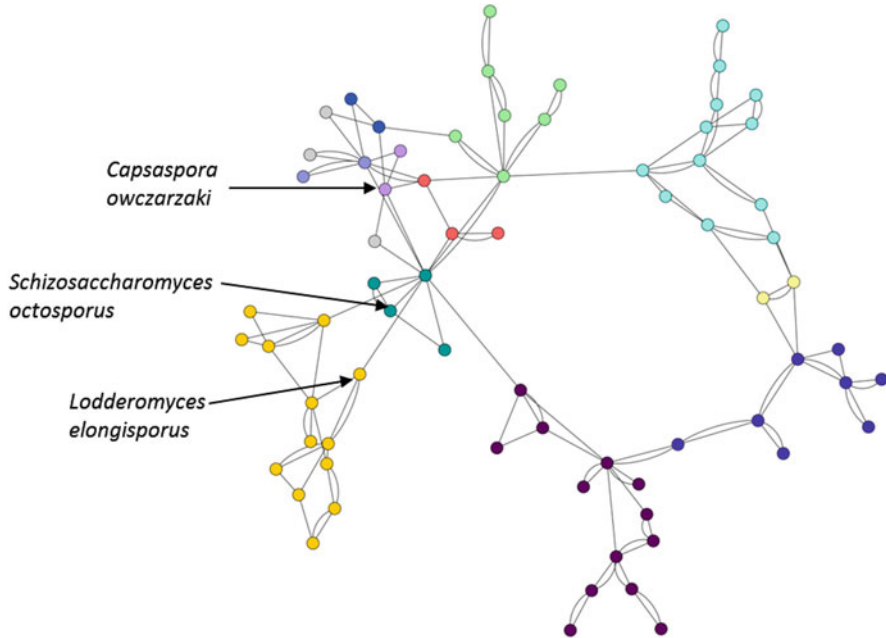 Capsaspora
owczarzaki
Schizosaccharomyces
octosporus
Lodderomyces
elongisporus